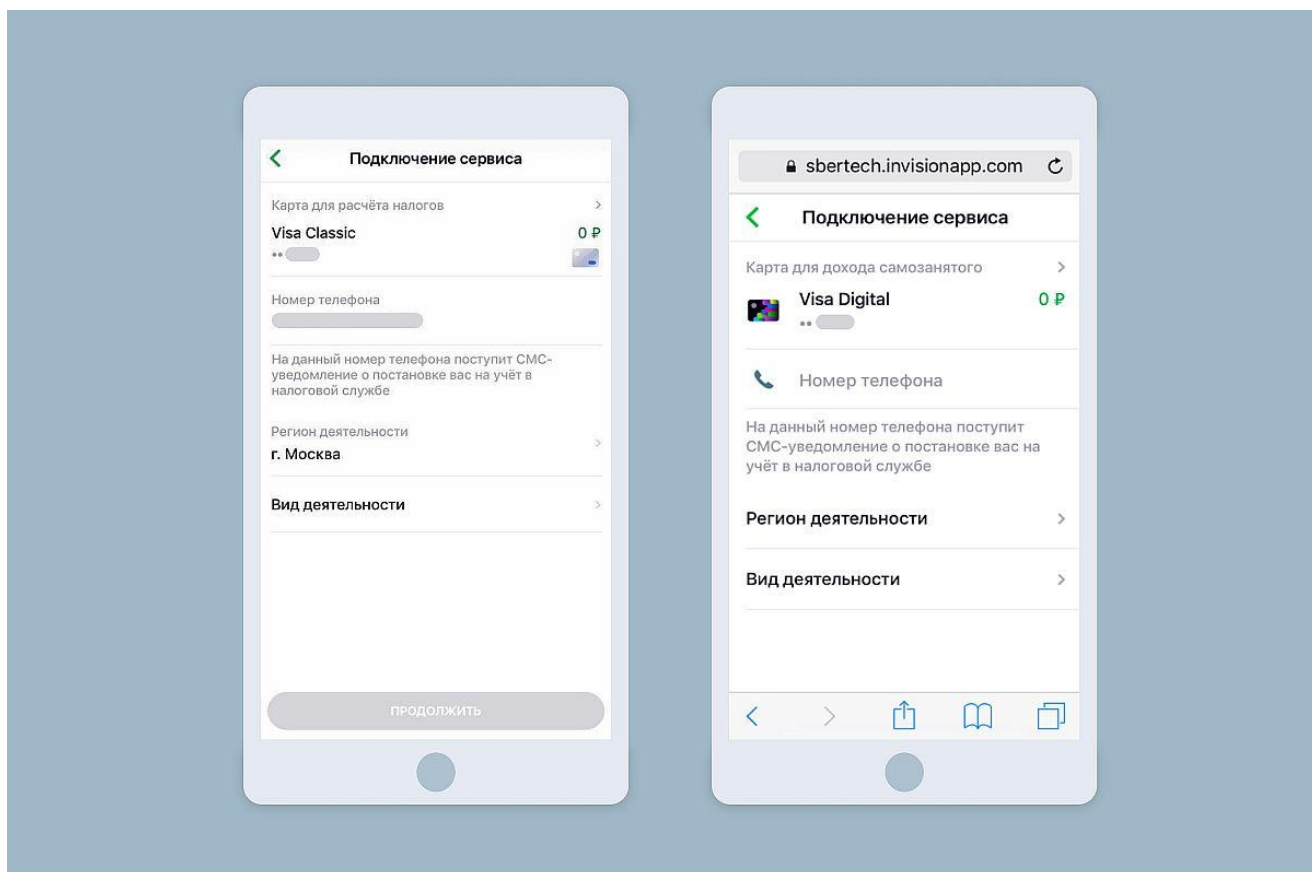 Подключение сервиса
Карта для расчёта налогов
Visa Classic 0 ₽
Номер телефона
На данный номер телефона поступит СМС-
уведомление о постановке вас на учёт в
налоговой службе
Регион деятельности
г. Москва
Вид деятельности
ПРОДОЛЖИТЬ
sbertech.invisionapp.com
Подключение сервиса
Карта для дохода самозанятого
Visa Digital 0 ₽
Номер телефона
На данный номер телефона поступит
СМС-уведомление о постановке вас на
учёт в налоговой службе
Регион деятельности
Вид деятельности